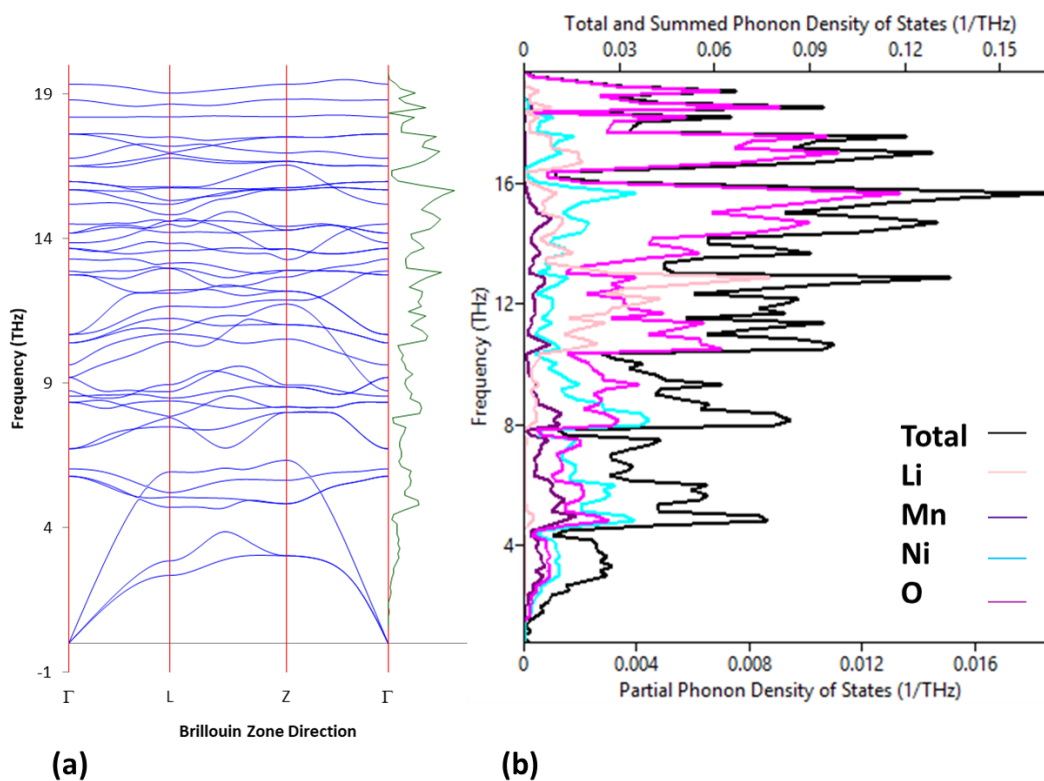 Total and Summed Phonon Density of States (1/THz)
0 0.03 0.06 0.09 0.12 0.15
19
14
9
4
-1
Frequency (THz)
Γ L Z Γ
Brillouin Zone Direction
(a)
16
12
8
4
Frequency (THz)
Total
Li
Mn
Ni
O
0 0.004 0.008 0.012 0.016
Partial Phonon Density of States (1/THz)
(b)